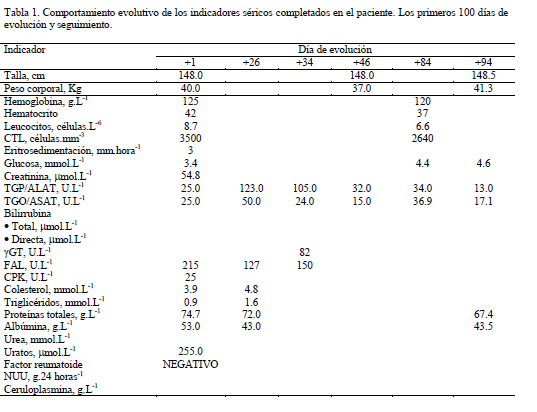 Tabla 1. Comportamiento evolutivo de los indicadores séricos completados en el paciente. Los primeros 100 días de
evolución y seguimiento.
Indicador Día de evolución
+1 +26 +34 +46 +84 +94
Talla, cm 148.0 148.0 148.5
Peso corporal, Kg 40.0 37.0 41.3
Hemoglobina, g.L-1 125 120
Hematocrito 42 37
Leucocitos, células.L-6 8.7 6.6
CTL, células.mm-3 3500 2640
Eritrosedimentación, mm.hora-1 3
Glucosa, mmol.L-1 3.4 4.4 4.6
Creatinina, µmol.L-1 54.8
TGP/ALAT, U.L-1 25.0 123.0 105.0 32.0 34.0 13.0
TGO/ASAT, U.L-1 25.0 50.0 24.0 15.0 36.9 17.1
Bilirrubina
• Total, µmol.L-1
• Directa, µmol.L-1
γGT, U.L-1 82
FAL, U.L-1 215 127 150
CPK, U.L-1 25
Colesterol, mmol.L-1 3.9 4.8
Triglicéridos, mmol.L-1 0.9 1.6
Proteínas totales, g.L-1 74.7 72.0 67.4
Albúmina, g.L-1 53.0 43.0 43.5
Urea, mmol.L-1
Uratos, µmol.L-1 255.0
Factor reumatoide NEGATIVO
NUU, g.24 horas-1
Ceruloplasmina, g.L-1